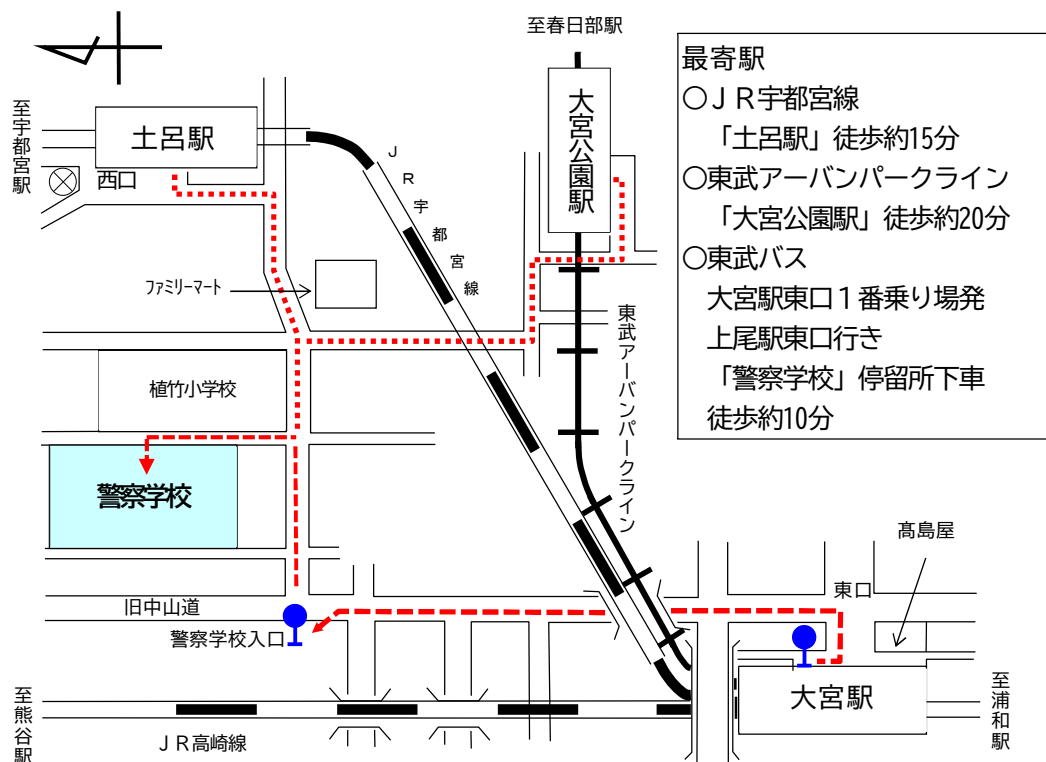 至春日部駅
最寄駅
○ＪＲ宇都宮線
「土呂駅」徒歩約15分
○東武アーバンパークライン
「大宮公園駅」徒歩約20分
○東武バス
大宮駅東口１番乗り場発
上尾駅東口行き
「警察学校」停留所下車
徒歩約10分
至宇都宮駅
土呂駅
西口
大宮公園駅
ＪＲ宇都宮線
ﾌｧﾐﾘｰﾏｰﾄ
東武アーバンパークライン
植竹小学校
警察学校
髙島屋
東口
旧中山道
警察学校入口
大宮駅
至熊谷駅
ＪＲ高崎線
至浦和駅